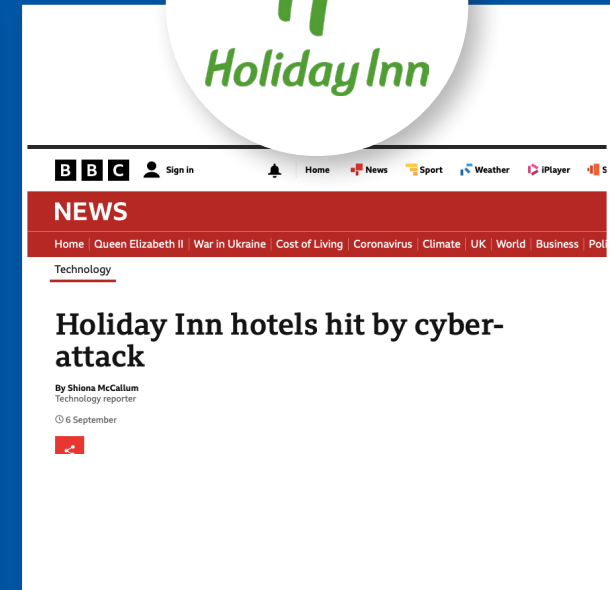 Holiday Inn
BBC Sign in Home News Sport Weather iPlayer S
NEWS
Home Queen Elizabeth II War in Ukraine Cost of Living Coronavirus Climate UK World Business Poli
Technology
Holiday Inn hotels hit by cyber-
attack
By Shiona McCallum
Technology reporter
6 September